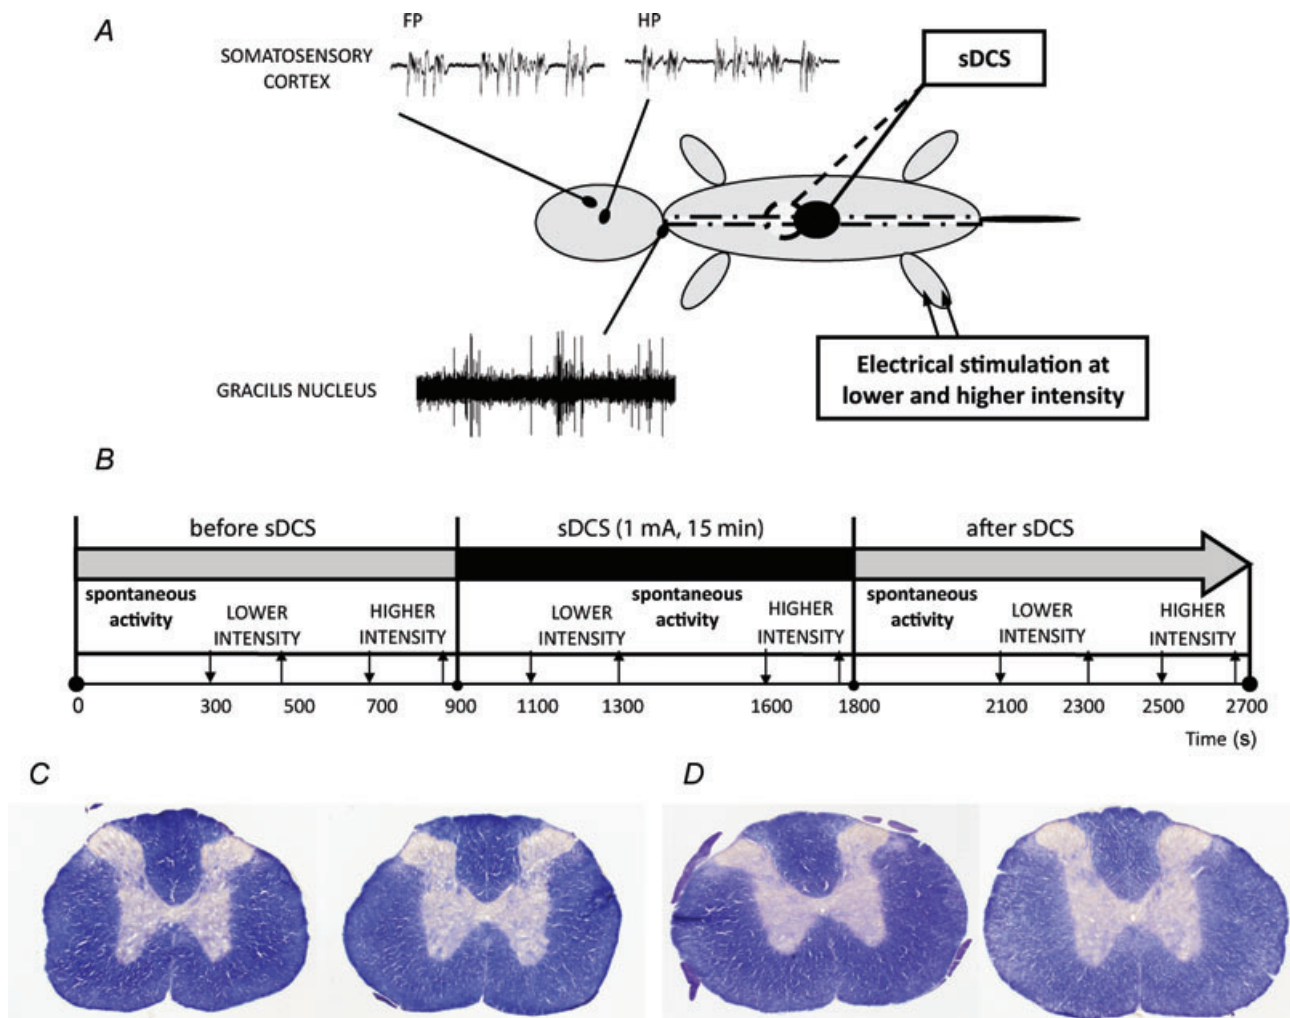 A
FP
HP
SOMATOSENSORY
CORTEX
sDCS
GRACILIS NUCLEUS
Electrical stimulation at
lower and higher intensity
B
before sDCS
sDCS (1 mA, 15 min)
after sDCS
spontaneous
activity
LOWER
INTENSITY
HIGHER
INTENSITY
LOWER
INTENSITY
spontaneous
activity
HIGHER
INTENSITY
spontaneous
activity
LOWER
INTENSITY
HIGHER
INTENSITY
0 300 500 700 900 1100 1300 1600 1800 2100 2300 2500 2700
Time (s)
C
D